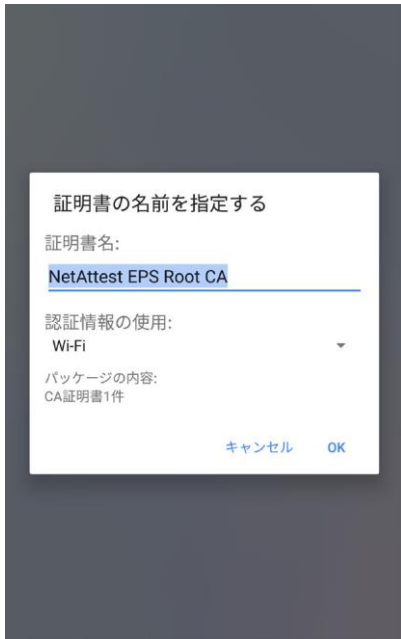 証明書の名前を指定する
証明書名:
NetAttest EPS Root CA
認証情報の使用:
Wi-Fi
パッケージの内容:
CA証明書1件
キャンセル OK